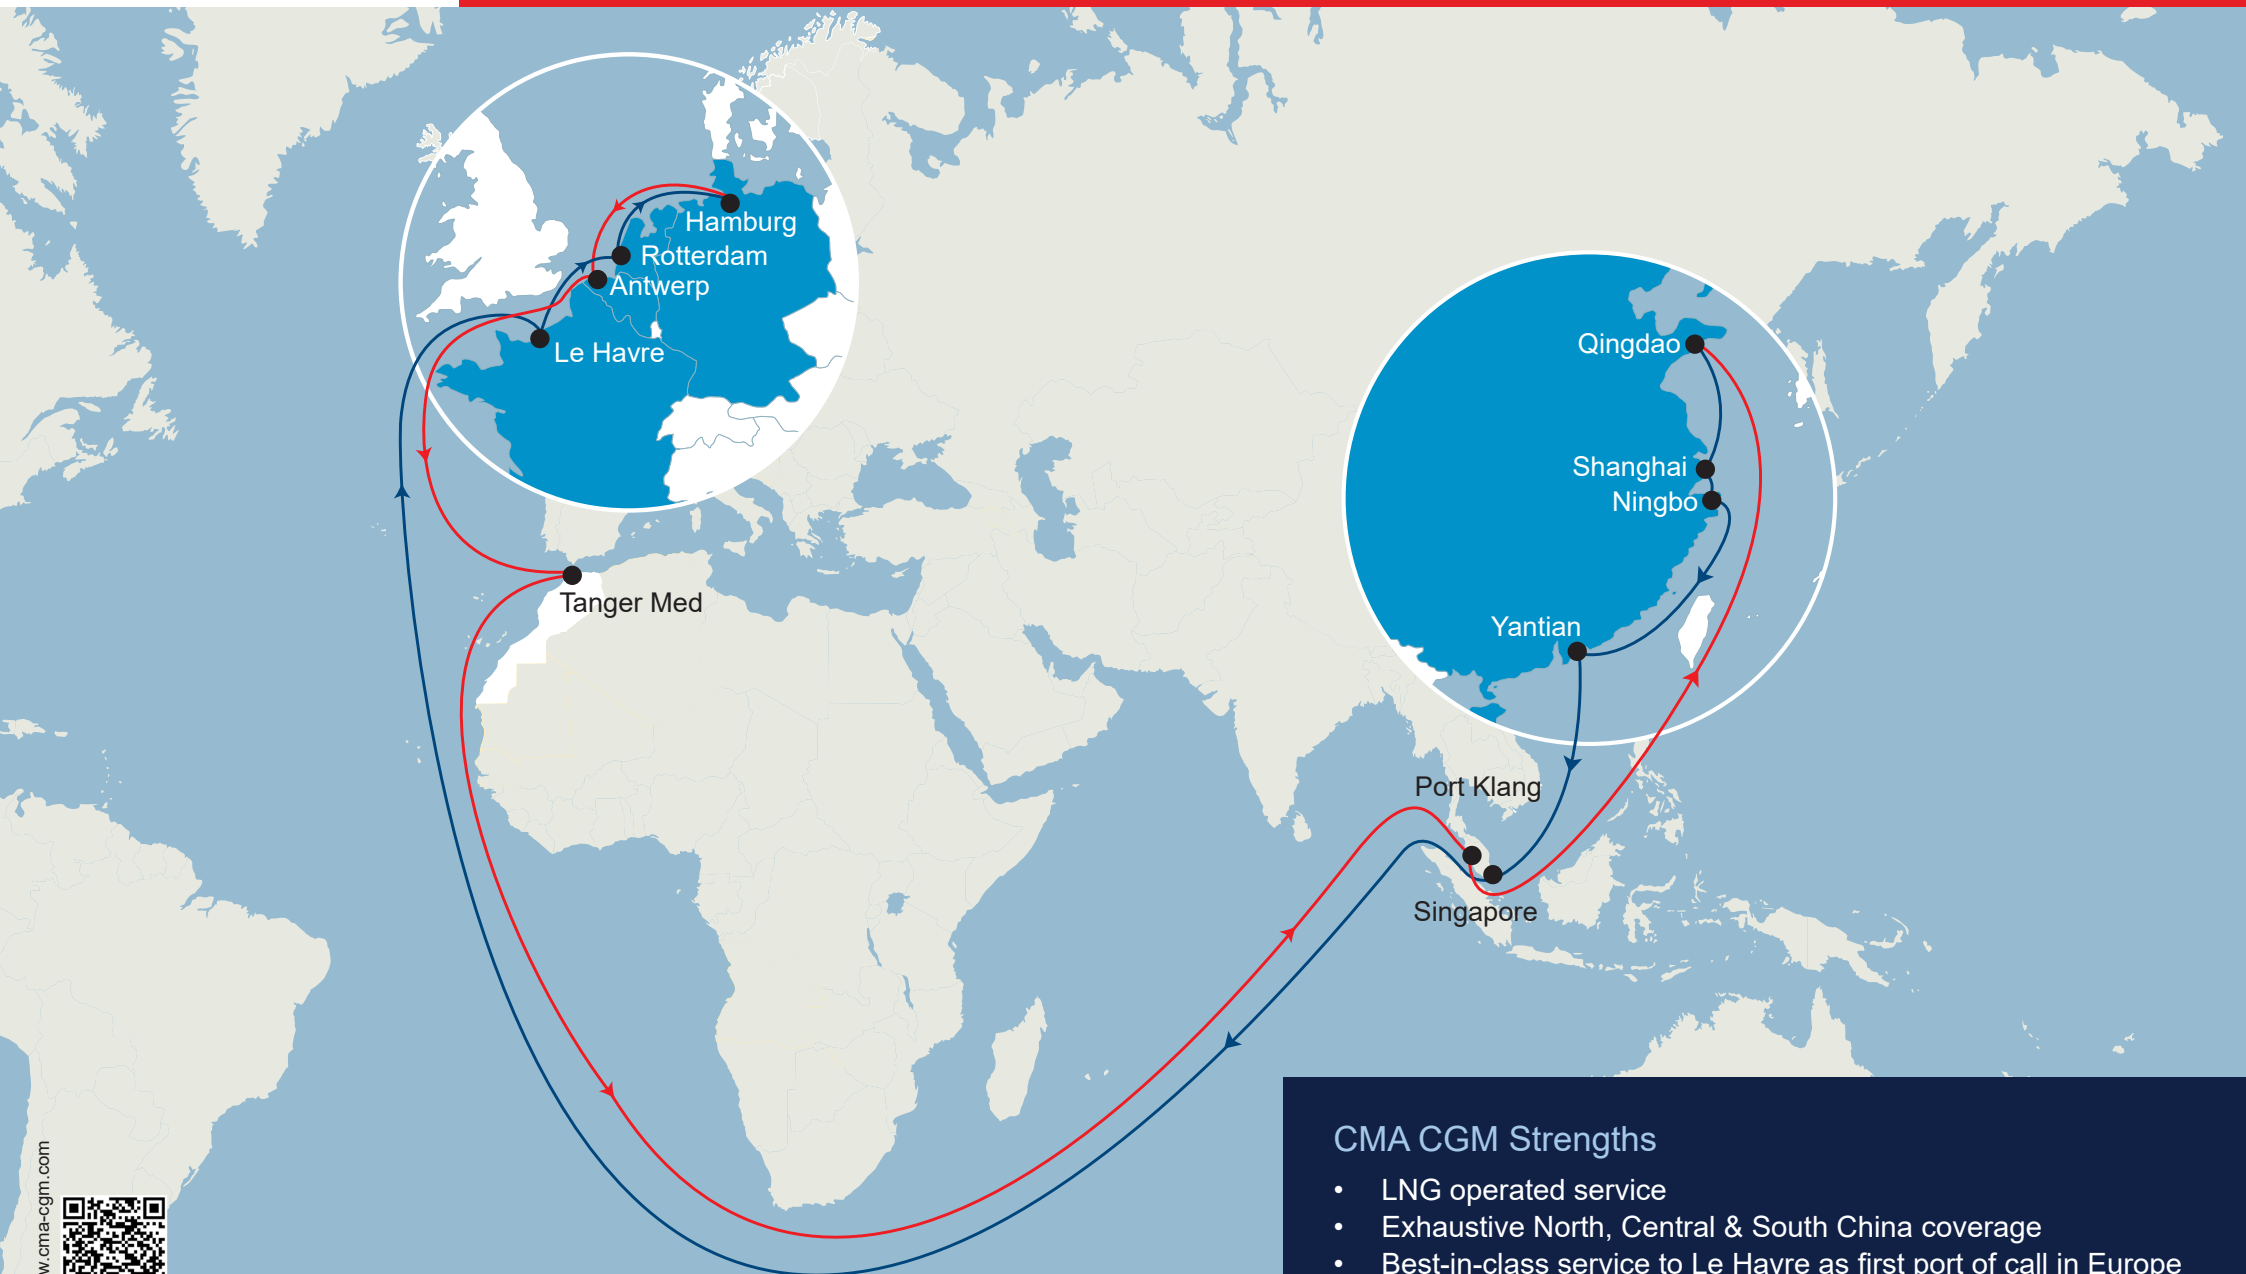 Hamburg
Rotterdam
Antwerp
Le Havre
Qingdao
Shanghai
Ningbo
Tanger Med
Yantian
Port Klang
Singapore
CMA CGM Strengths
• LNG operated service
• Exhaustive North, Central & South China coverage
• Best-in-class service to Le Havre as first port of call in Europe
w.cma-cgm.com